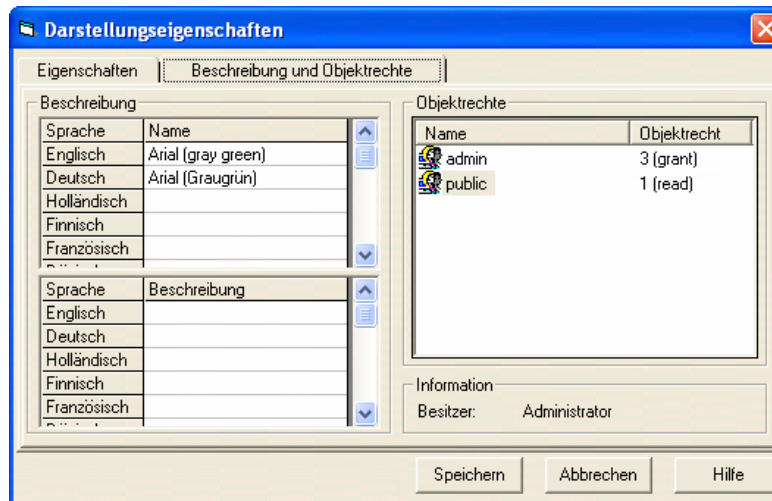 Darstellungseigenschaften
Eigenschaften
Beschreibung und Objektrechte
Beschreibung
Sprache Name
Englisch Arial (gray green)
Deutsch Arial (Graugrün)
Holländisch
Finnisch
Französisch
Sprache Beschreibung
Englisch
Deutsch
Holländisch
Finnisch
Französisch
Objektrechte
Name Objektrecht
admin 3 (grant)
public 1 (read)
Information
Besitzer: Administrator
Speichern
Abbrechen
Hilfe